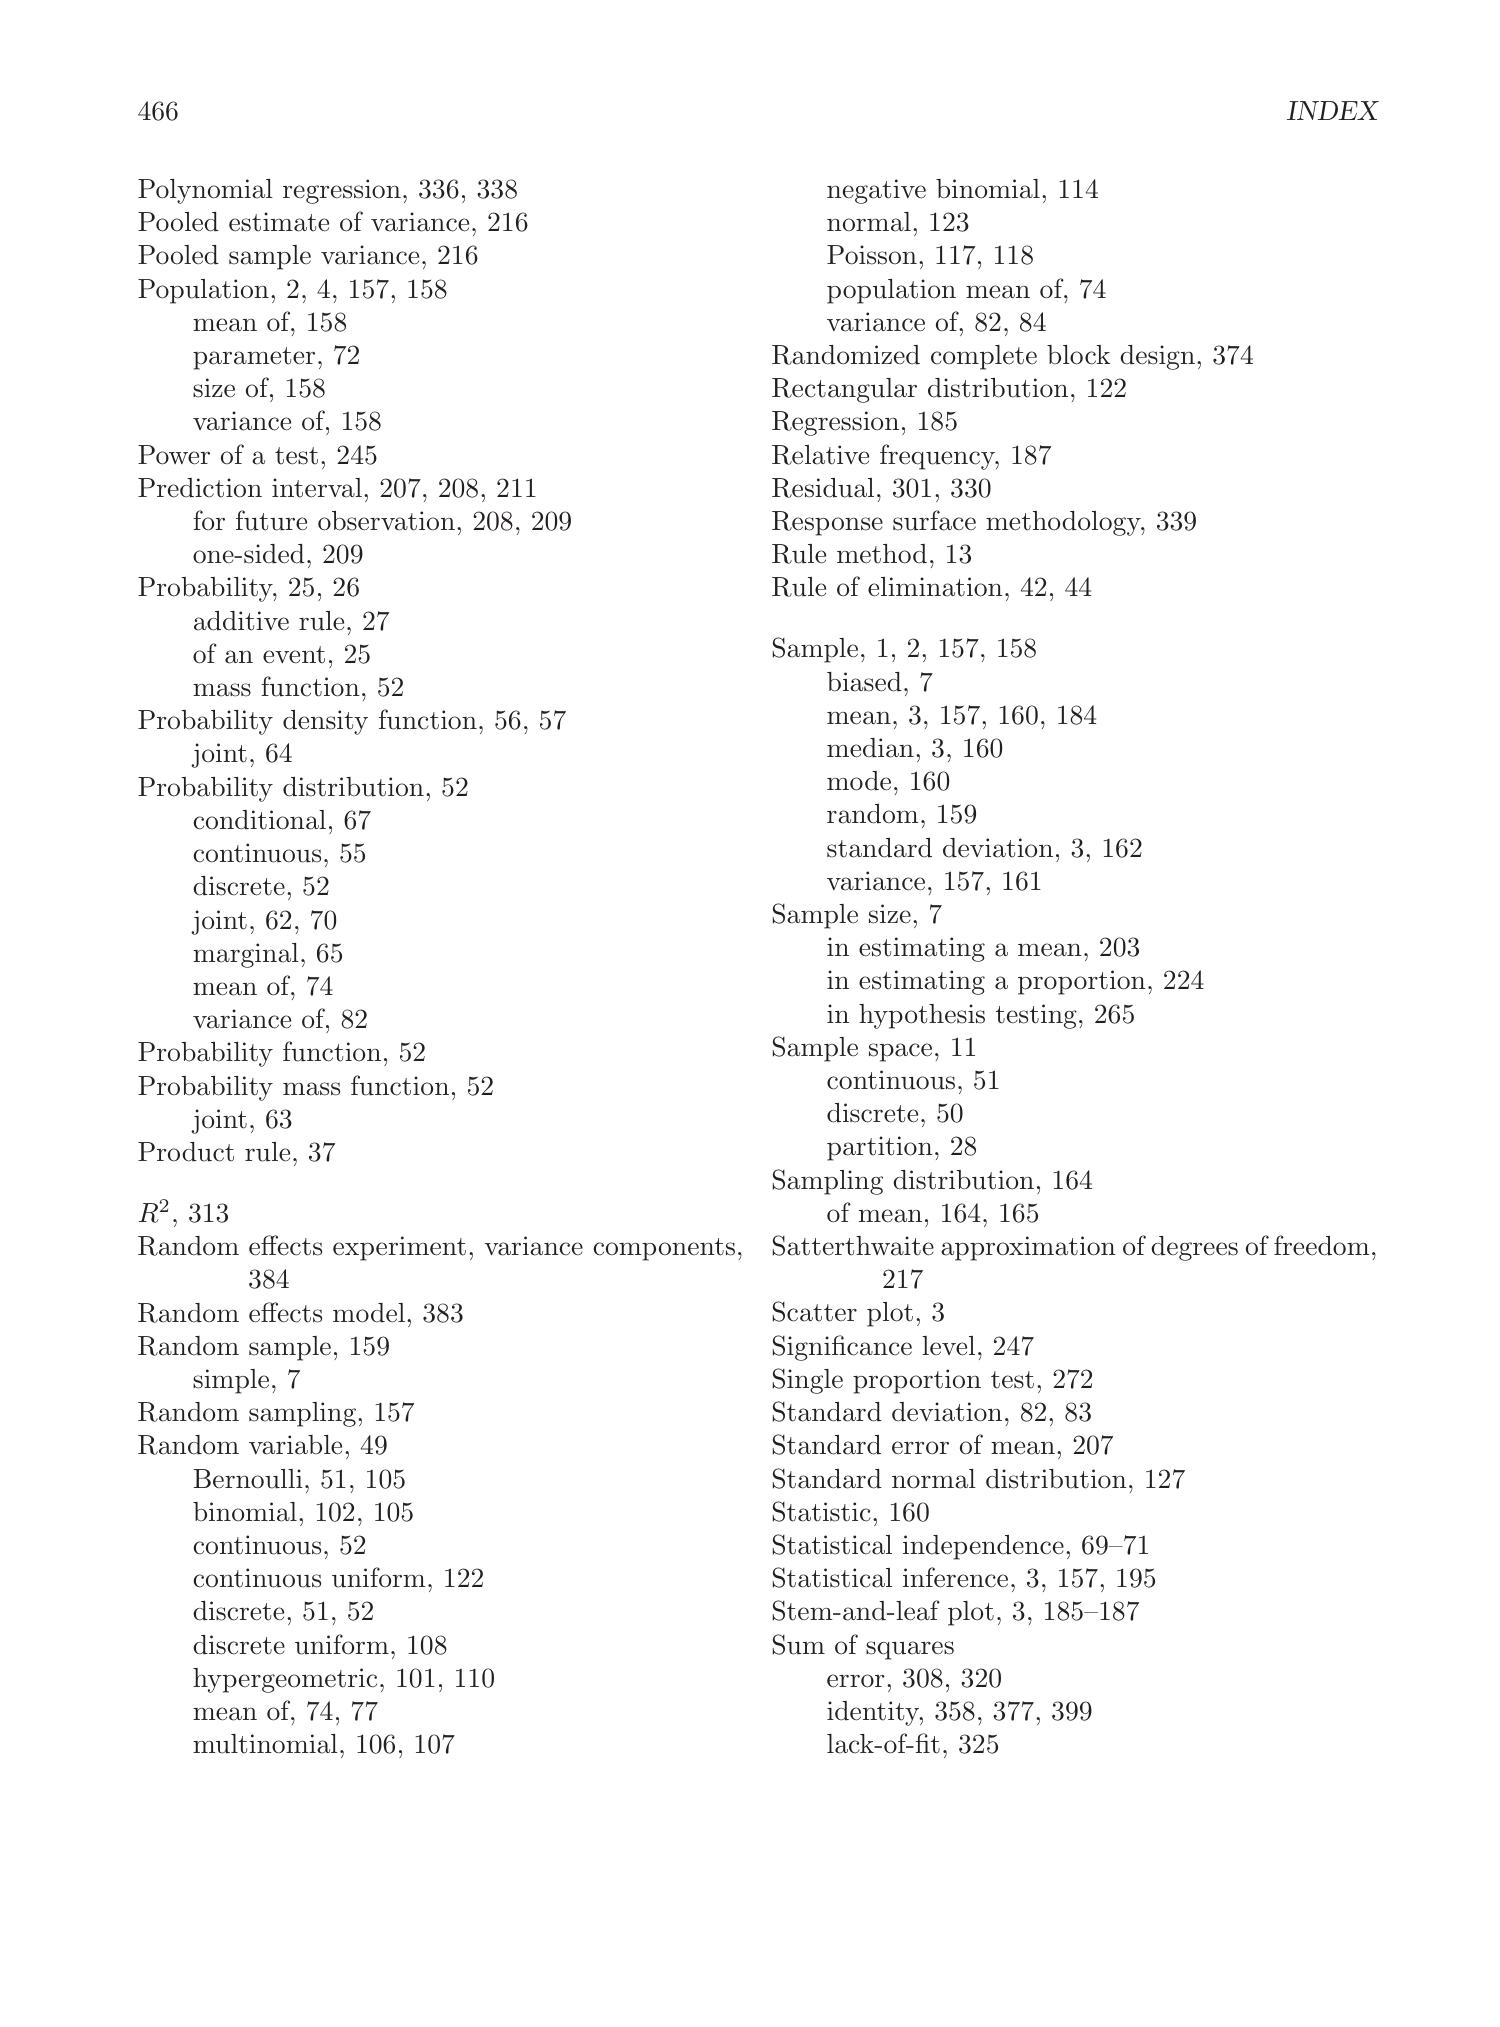 466
INDEX
Polynomial regression, 336, 338
Pooled estimate of variance, 216
Pooled sample variance, 216
Population, 2, 4, 157, 158
mean of, 158
parameter, 72
size of, 158
variance of, 158
Power of a test, 245
Prediction interval, 207, 208, 211
for future observation, 208, 209
one-sided, 209
Probability, 25, 26
additive rule, 27
of an event, 25
mass function, 52
Probability density function, 56, 57
joint, 64
Probability distribution, 52
conditional, 67
continuous, 55
discrete, 52
joint, 62, 70
marginal, 65
mean of, 74
variance of, 82
Probability function, 52
Probability mass function, 52
joint, 63
Product rule, 37
R², 313
Random effects experiment, variance components,
384
Random effects model, 383
Random sample, 159
simple, 7
Random sampling, 157
Random variable, 49
Bernoulli, 51, 105
binomial, 102, 105
continuous, 52
continuous uniform, 122
discrete, 51, 52
discrete uniform, 108
hypergeometric, 101, 110
mean of, 74, 77
multinomial, 106, 107
negative binomial, 114
normal, 123
Poisson, 117, 118
population mean of, 74
variance of, 82, 84
Randomized complete block design, 374
Rectangular distribution, 122
Regression, 185
Relative frequency, 187
Residual, 301, 330
Response surface methodology, 339
Rule method, 13
Rule of elimination, 42, 44
Sample, 1, 2, 157, 158
biased, 7
mean, 3, 157, 160, 184
median, 3, 160
mode, 160
random, 159
standard deviation, 3, 162
variance, 157, 161
Sample size, 7
in estimating a mean, 203
in estimating a proportion, 224
in hypothesis testing, 265
Sample space, 11
continuous, 51
discrete, 50
partition, 28
Sampling distribution, 164
of mean, 164, 165
Satterthwaite approximation of degrees of freedom,
217
Scatter plot, 3
Significance level, 247
Single proportion test, 272
Standard deviation, 82, 83
Standard error of mean, 207
Standard normal distribution, 127
Statistic, 160
Statistical independence, 69–71
Statistical inference, 3, 157, 195
Stem-and-leaf plot, 3, 185–187
Sum of squares
error, 308, 320
identity, 358, 377, 399
lack-of-fit, 325